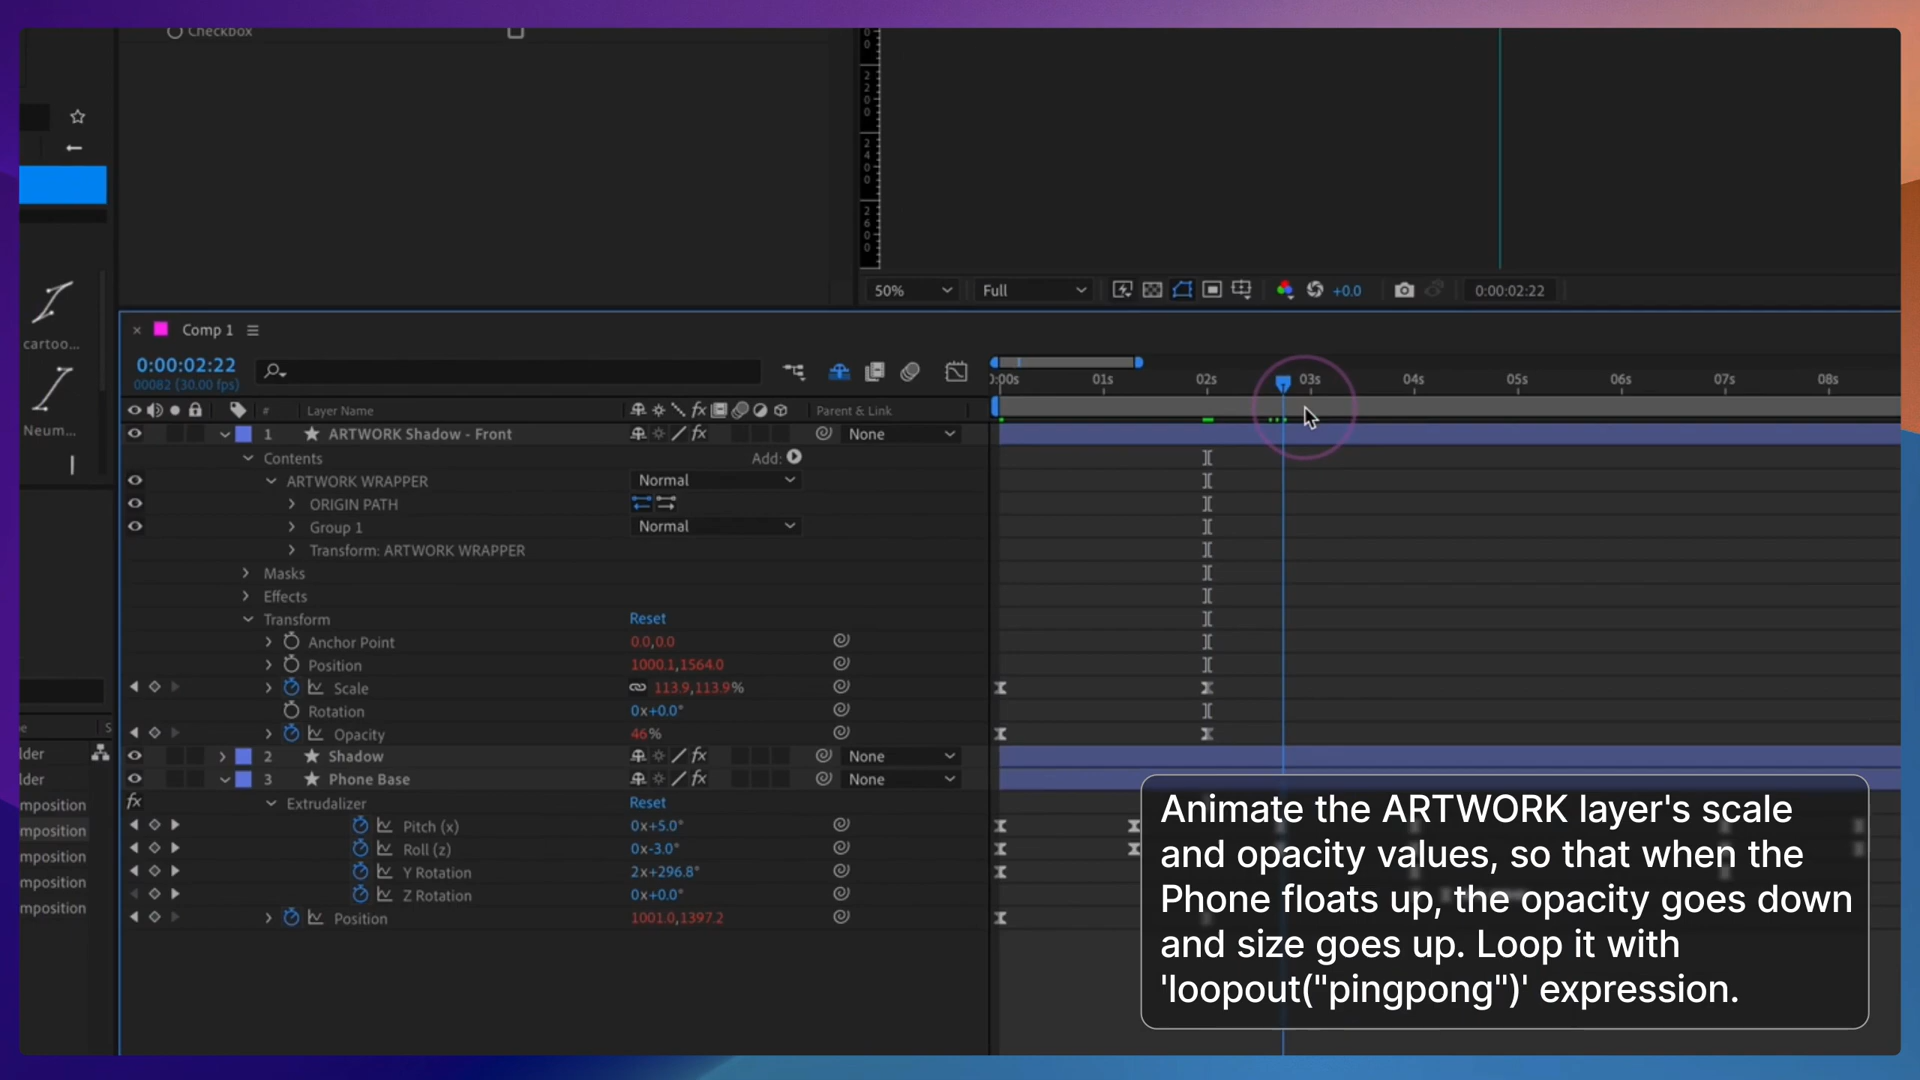 Checkbox
cartoo...
Neum...
50%
Full
+0.0
0:00:02:22
Comp 1
0:00:02:22
00082 (30.00 fps)
0:00s 01s 02s 03s 04s 05s 06s 07s 08s
# Layer Name Parent & Link
1 ARTWORK Shadow - Front None
Contents Add:
ARTWORK WRAPPER Normal
ORIGIN PATH
Group 1 Normal
Transform: ARTWORK WRAPPER
Masks
Effects
Transform Reset
Anchor Point 0.0,0.0
Position 1000.1,1564.0
Scale 113.9,113.9%
Rotation 0x+0.0°
Opacity 46%
2 Shadow None
3 Phone Base None
Extrudalizer Reset
Pitch (x) 0x+5.0°
Roll (z) 0x-3.0°
Y Rotation 2x+296.8°
Z Rotation 0x+0.0°
Position 1001.0,1397.2
lder
lder
mposition
mposition
mposition
mposition
mposition
Animate the ARTWORK layer's scale
and opacity values, so that when the
Phone floats up, the opacity goes down
and size goes up. Loop it with
'loopout("pingpong")' expression.